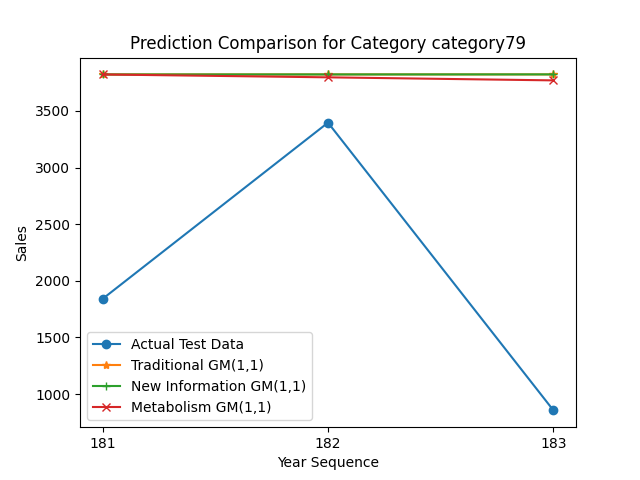 Prediction Comparison for Category category79
Sales
3500
3000
2500
2000
1500
1000
Actual Test Data
Traditional GM(1,1)
New Information GM(1,1)
Metabolism GM(1,1)
181
182
183
Year Sequence